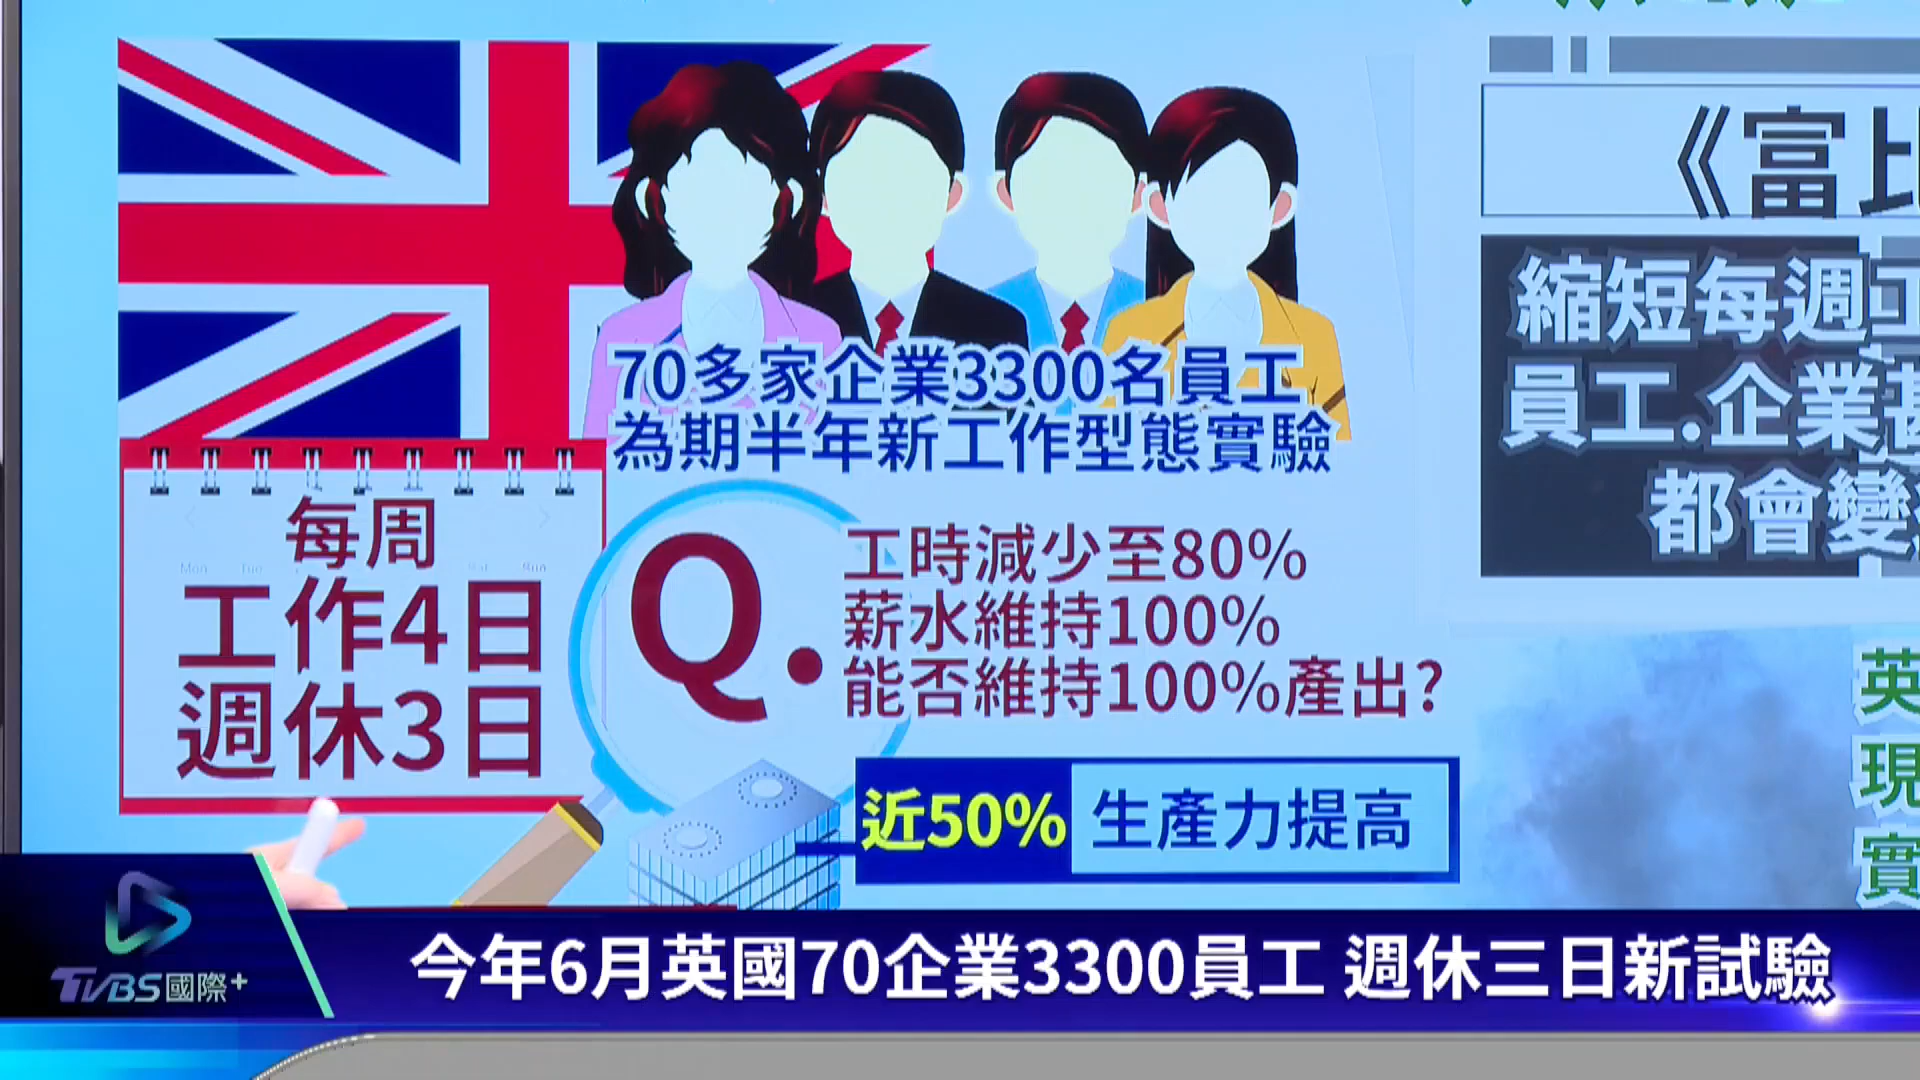 70多家企業3300名員工
為期半年新工作型態實驗
每周
工作4日
週休3日
Mon Tue Sat Sun
Q.
工時減少至80%
薪水維持100%
能否維持100%產出?
近50% 生產力提高
《富比
縮短每週工
員工.企業
都會變
英
現
實
TVBS國際+
今年6月英國70企業3300員工 週休三日新試驗